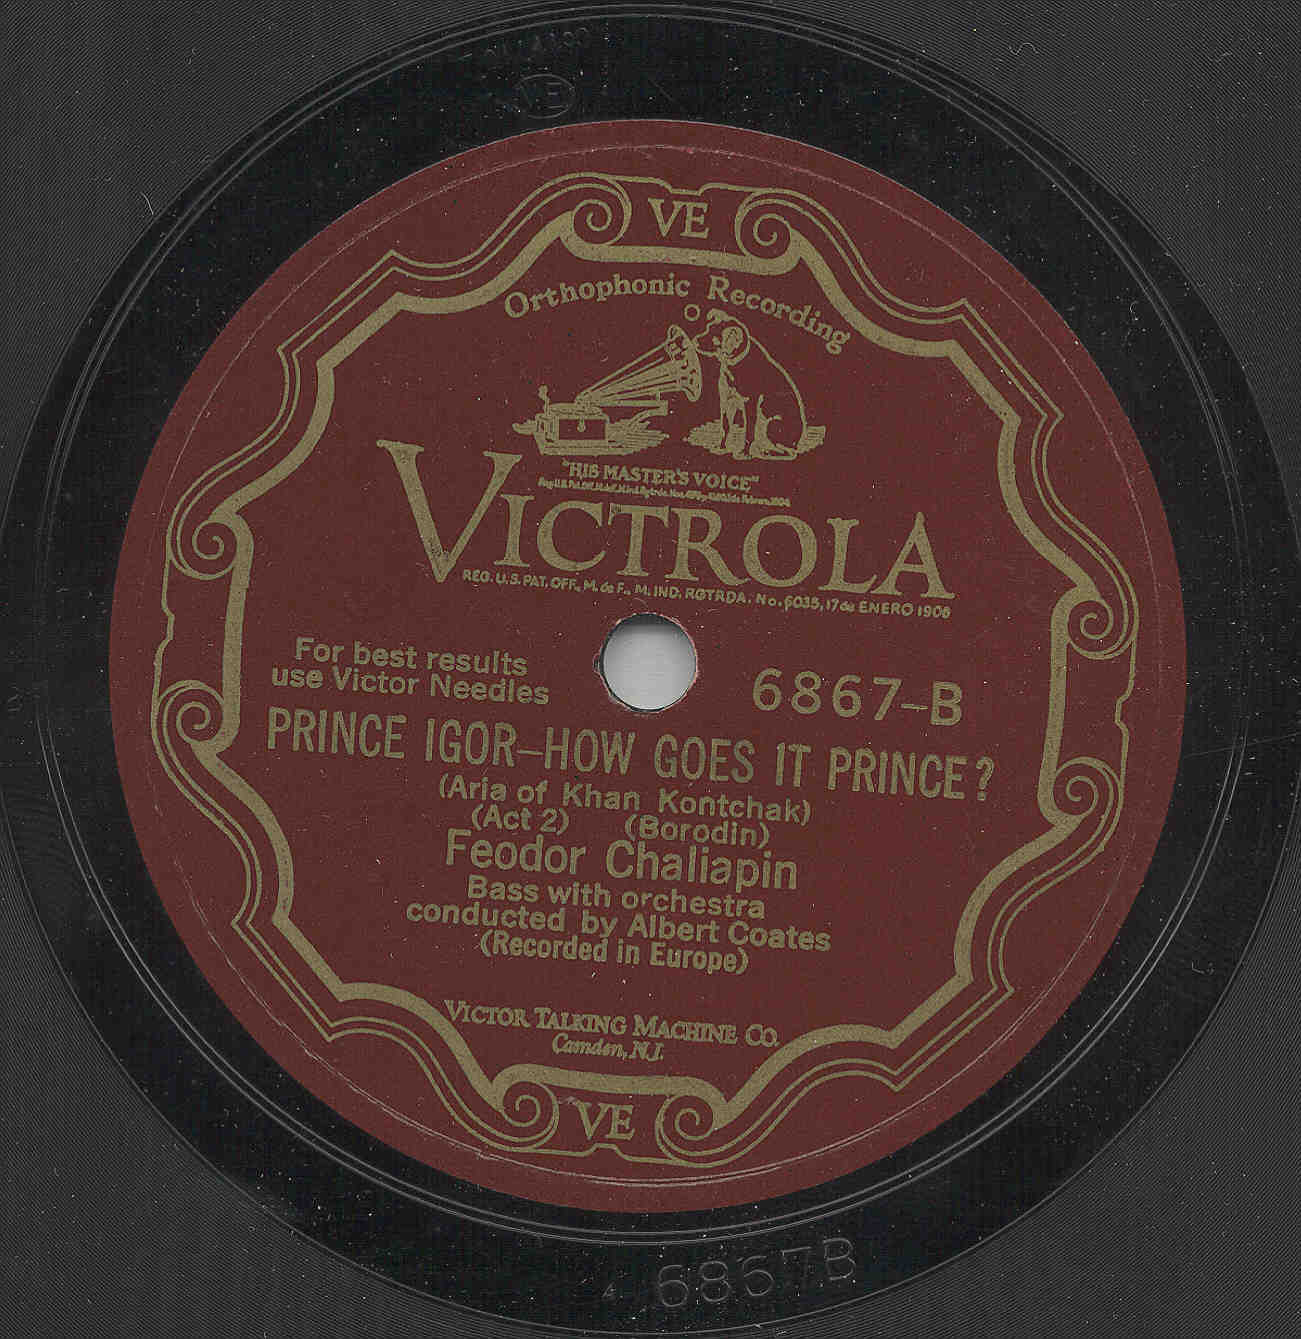 VE
VE
Orthophonic Recording
"HIS MASTER'S VOICE"
VICTROLA
REG. U.S. PAT. OFF., M. de F., M. IND. RGTRDA. No. 6035, 17 de ENERO 1906
For best results
use Victor Needles
6867-B
PRINCE IGOR—HOW GOES IT PRINCE?
(Aria of Khan Kontchak)
(Act 2) (Borodin)
Feodor Chaliapin
Bass with orchestra
conducted by Albert Coates
(Recorded in Europe)
VICTOR TALKING MACHINE CO.
Camden, N.J.
VE
6867B